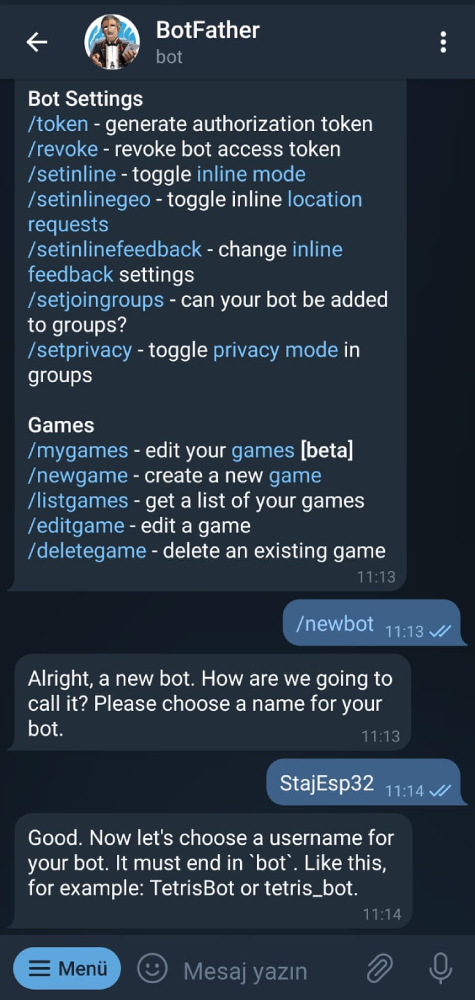 BotFather
bot
Bot Settings
/token - generate authorization token
/revoke - revoke bot access token
/setinline - toggle inline mode
/setinlinegeo - toggle inline location
requests
/setinlinefeedback - change inline
feedback settings
/setjoingroups - can your bot be added
to groups?
/setprivacy - toggle privacy mode in
groups
Games
/mygames - edit your games [beta]
/newgame - create a new game
/listgames - get a list of your games
/editgame - edit a game
/deletegame - delete an existing game
11:13
/newbot 11:13
Alright, a new bot. How are we going to
call it? Please choose a name for your
bot.
11:13
StajEsp32 11:14
Good. Now let's choose a username for
your bot. It must end in `bot`. Like this,
for example: TetrisBot or tetris_bot.
11:14
Menü Mesaj yazın